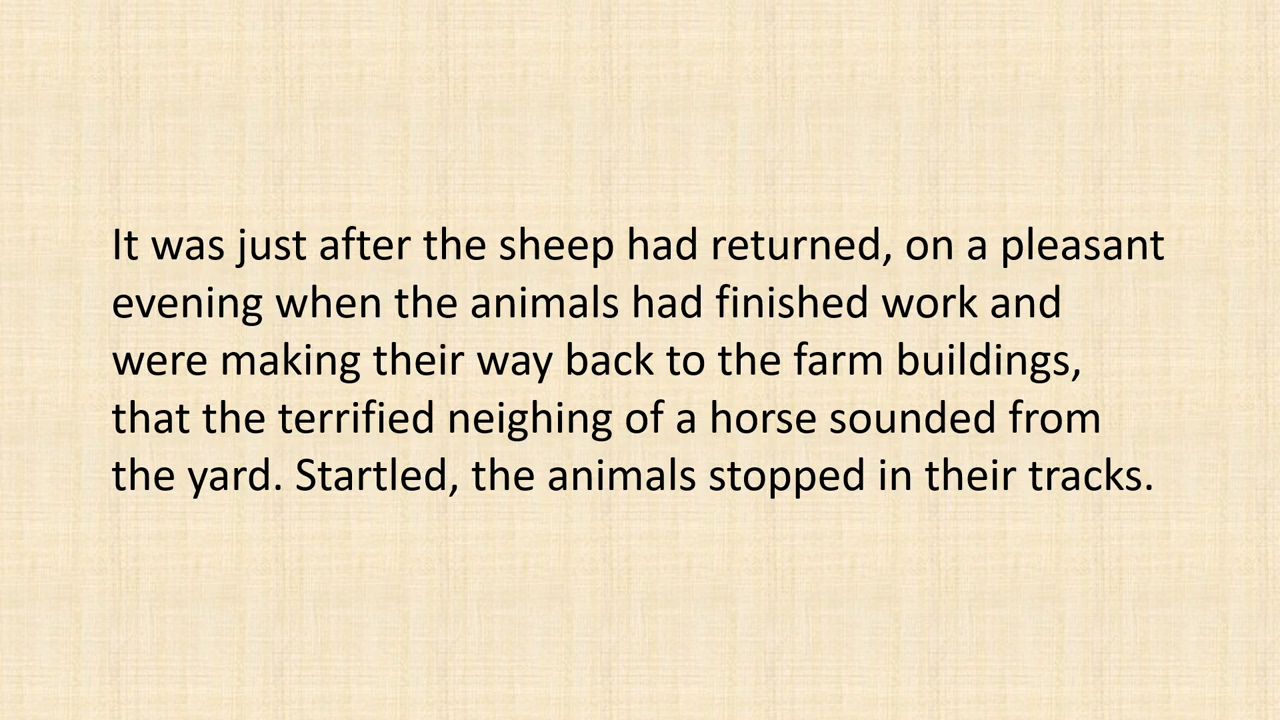 It was just after the sheep had returned, on a pleasant
evening when the animals had finished work and
were making their way back to the farm buildings,
that the terrified neighing of a horse sounded from
the yard. Startled, the animals stopped in their tracks.